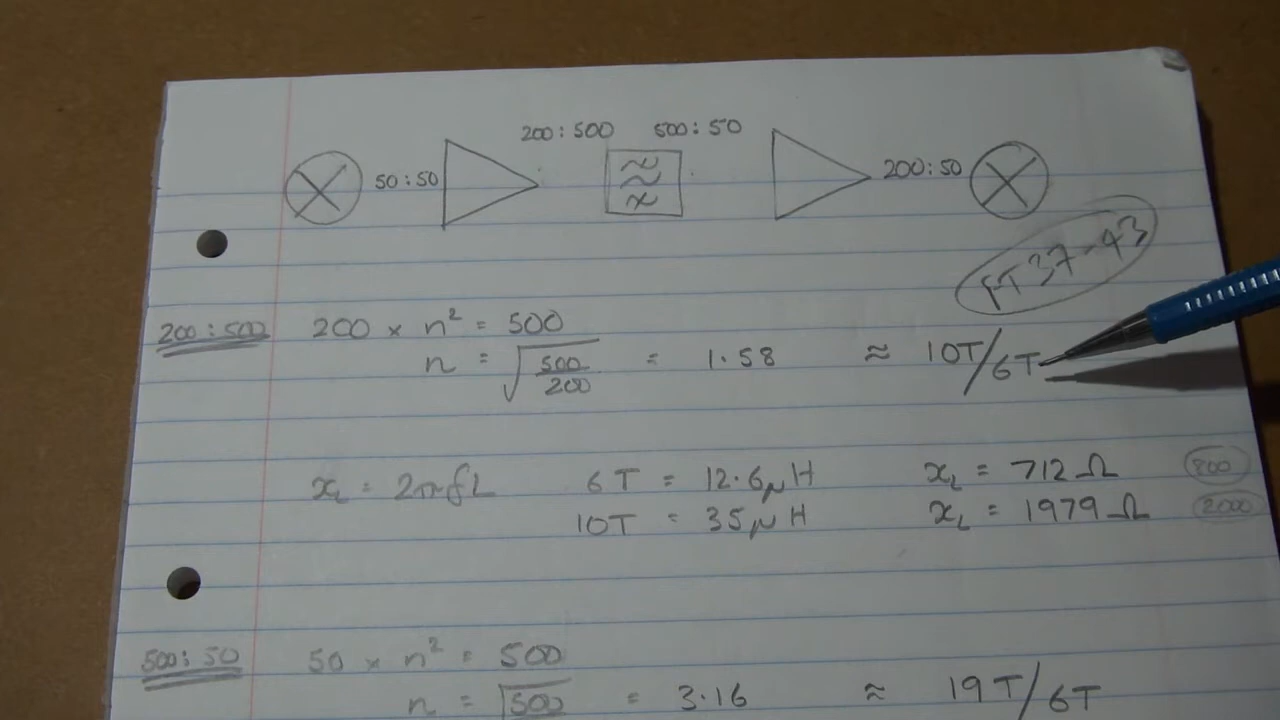 200:500 500:50
50:50 200:50
FT37-43
200:500 200 × n² = 500
n = √500/200 = 1.58 ≈ 10T/6T
xL = 2πfL 6T = 12.6μH xL = 712Ω 800
10T = 35μH xL = 1979Ω 2000
500:50 50 × n² = 500
n = √500 = 3.16 ≈ 19T/6T